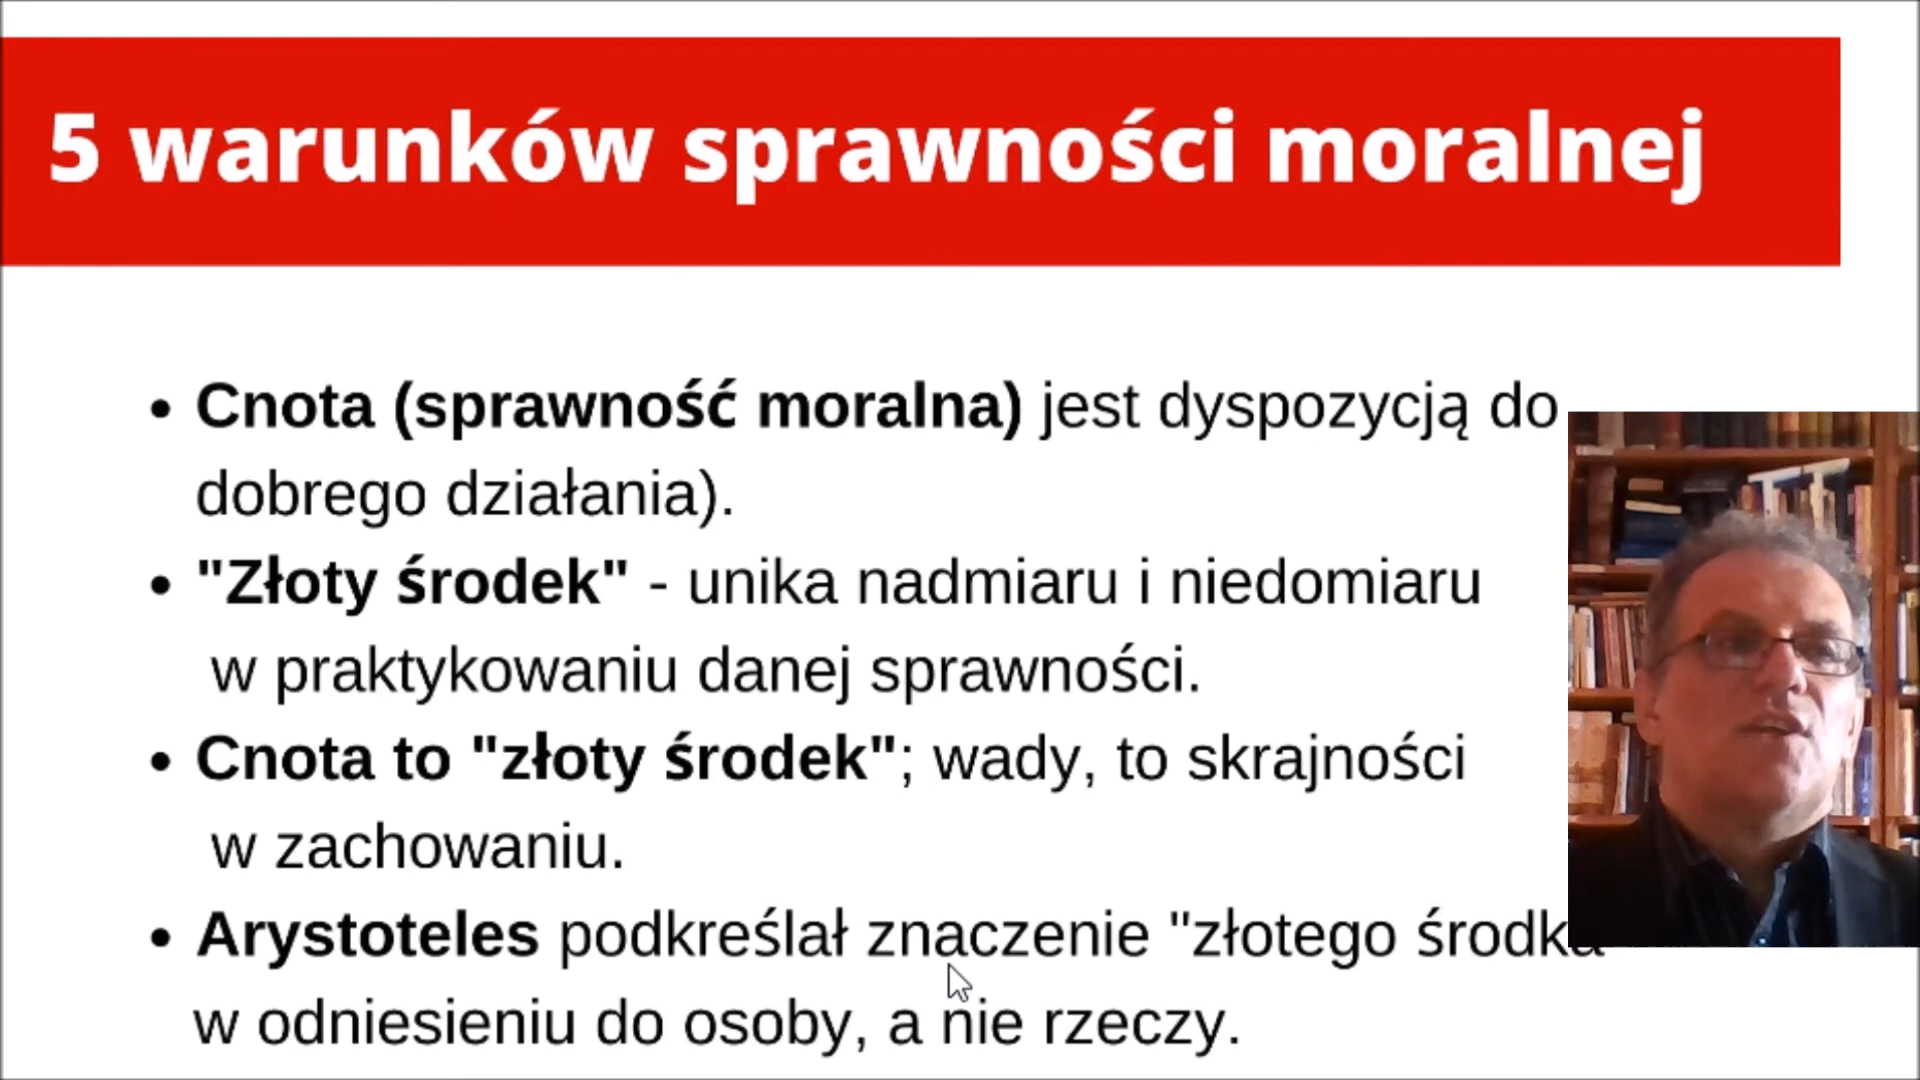 5 warunków sprawności moralnej
• Cnota (sprawność moralna) jest dyspozycją do
dobrego działania).
• "Złoty środek" - unika nadmiaru i niedomiaru
w praktykowaniu danej sprawności.
• Cnota to "złoty środek"; wady, to skrajności
w zachowaniu.
• Arystoteles podkreślał znaczenie "złotego środka
w odniesieniu do osoby, a nie rzeczy.